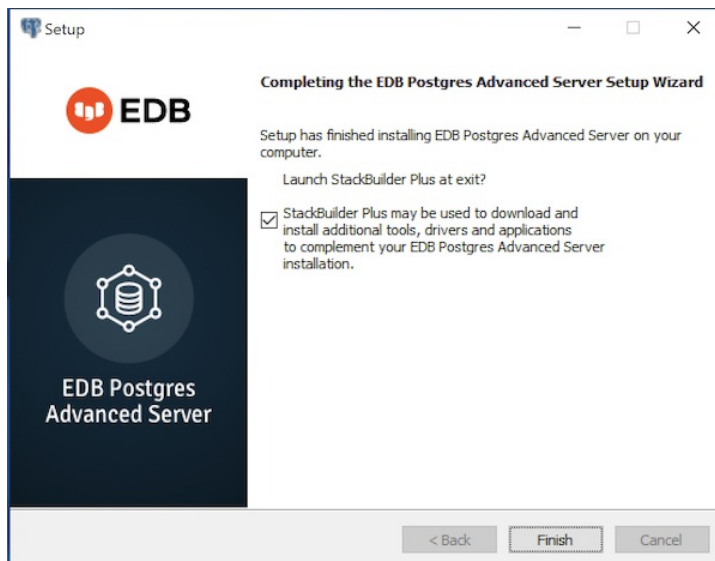 Setup
EDB
Completing the EDB Postgres Advanced Server Setup Wizard
Setup has finished installing EDB Postgres Advanced Server on your
computer.
Launch StackBuilder Plus at exit?
StackBuilder Plus may be used to download and
install additional tools, drivers and applications
to complement your EDB Postgres Advanced Server
installation.
EDB Postgres
Advanced Server
< Back
Finish
Cancel